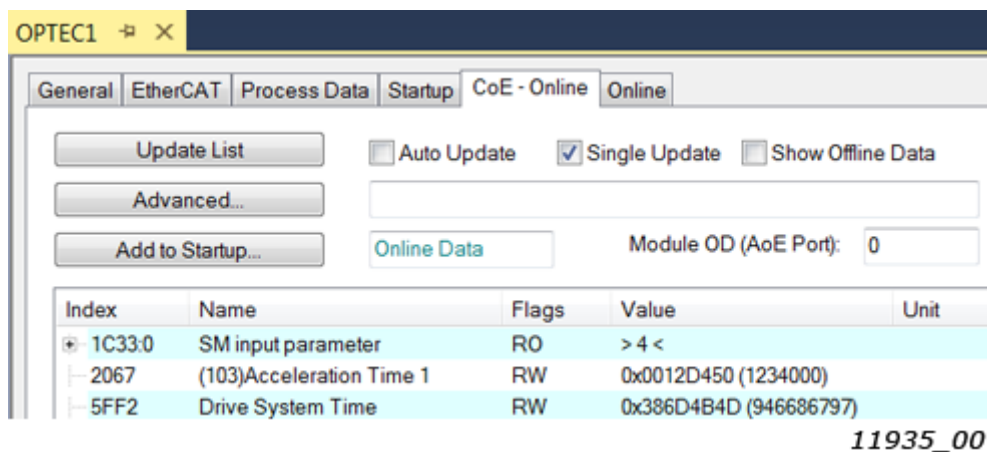 OPTEC1
General EtherCAT Process Data Startup CoE - Online Online
Update List Auto Update Single Update Show Offline Data
Advanced...
Add to Startup... Online Data Module OD (AoE Port): 0
Index Name Flags Value Unit
1C33:0 SM input parameter RO > 4 <
2067 (103)Acceleration Time 1 RW 0x0012D450 (1234000)
5FF2 Drive System Time RW 0x386D4B4D (946686797)
11935_00